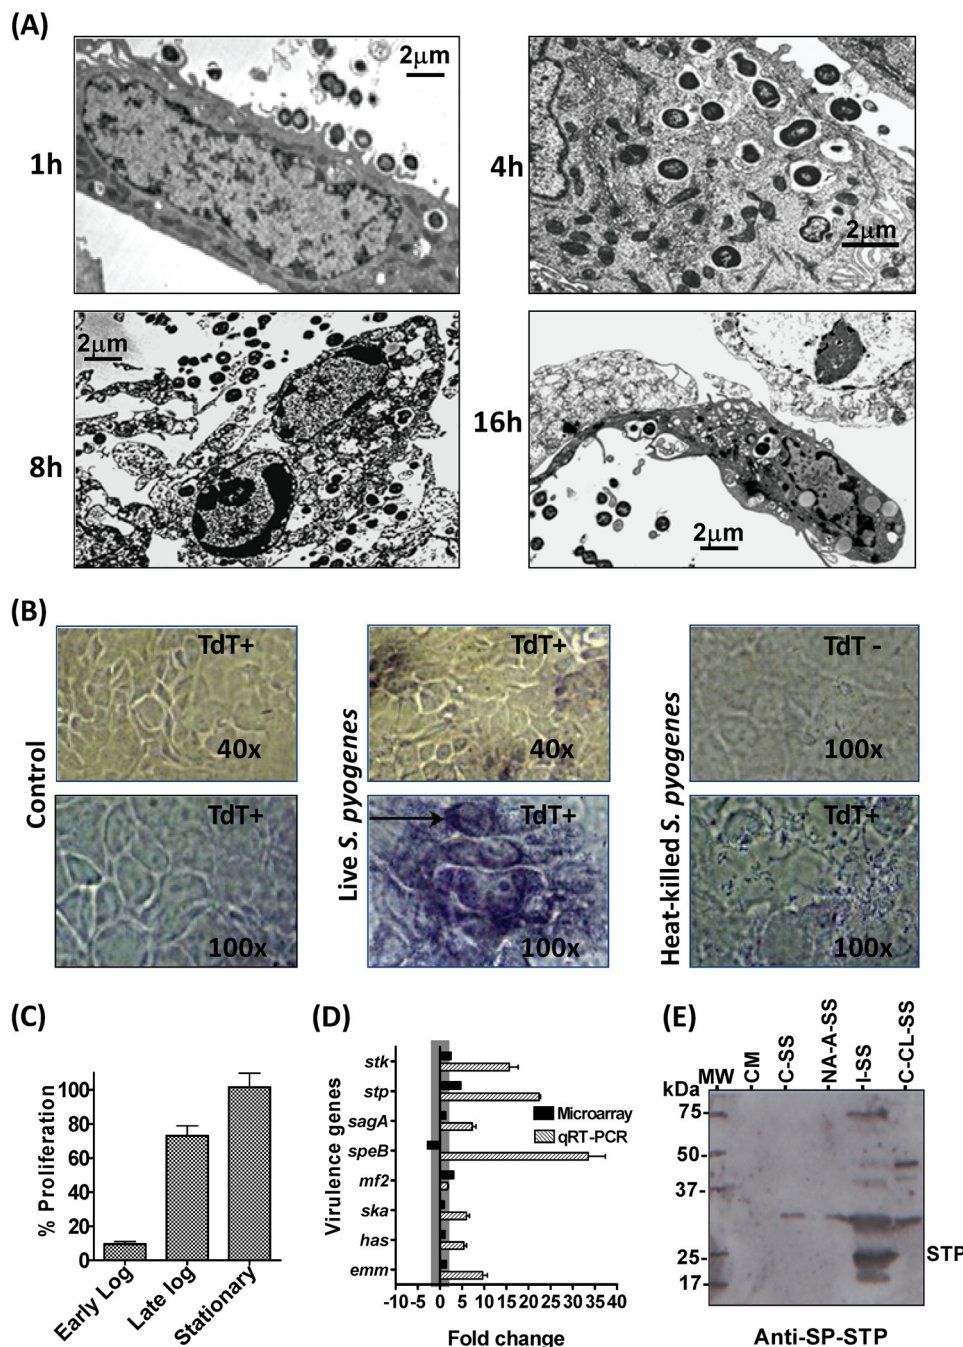 (A)
1h
2μm
4h
2μm
8h
2μm
16h
2μm
(B)
Control
TdT+
40x
TdT+
100x
Live S. pyogenes
TdT+
40x
TdT+
100x
Heat-killed S. pyogenes
TdT -
100x
TdT+
100x
(C)
% Proliferation
100
80
60
40
20
0
Early Log
Late log
Stationary
(D)
Virulence genes
stk
stp
sagA
speB
mf2
ska
has
emm
Microarray
qRT-PCR
-10 -5 0 5 10 15 20 25 30 35 40
Fold change
(E)
kDa
MW
CM
C-SS
NA-A-SS
I-SS
C-CL-SS
75-
50-
37-
25-
17-
STP
Anti-SP-STP